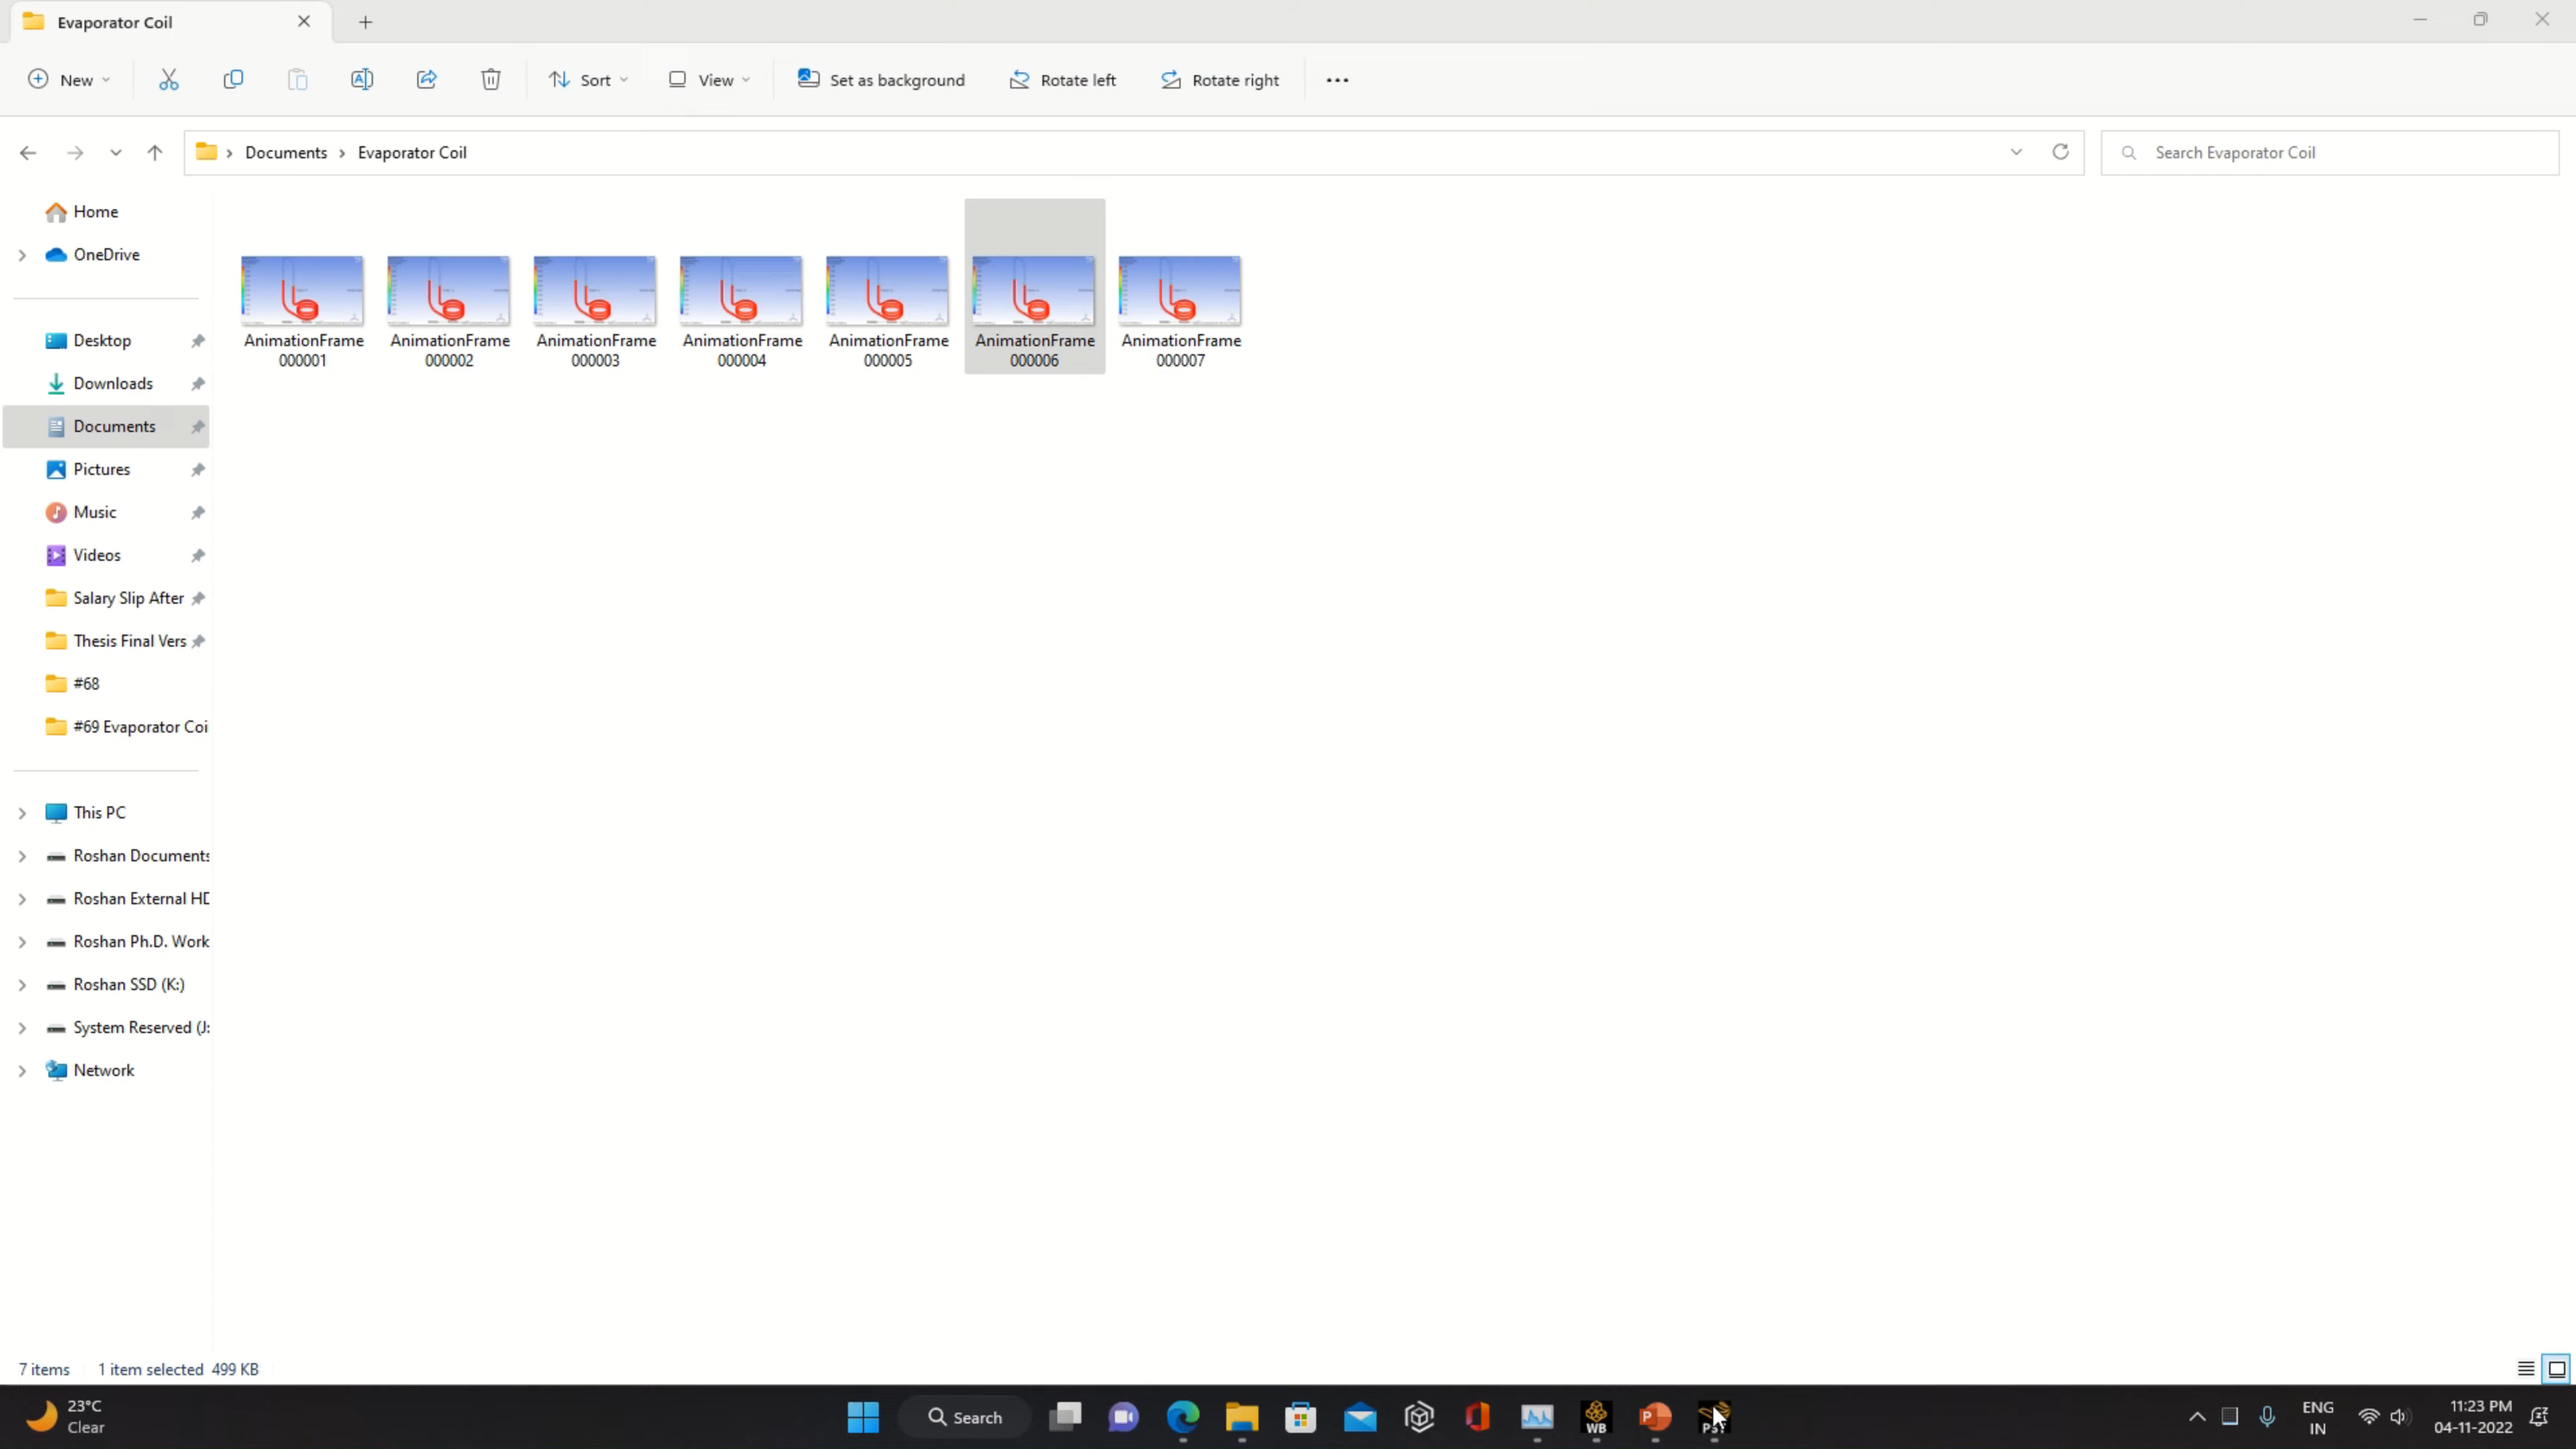 Evaporator Coil
New
Sort
View
Set as background
Rotate left
Rotate right
Documents
Evaporator Coil
Search Evaporator Coil
Home
OneDrive
Desktop
Downloads
Documents
Pictures
Music
Videos
Salary Slip After
Thesis Final Vers
#68
#69 Evaporator Coi
This PC
Roshan Documents
Roshan External HD
Roshan Ph.D. Work
Roshan SSD (K:)
System Reserved (J:
Network
AnimationFrame
000001
AnimationFrame
000002
AnimationFrame
000003
AnimationFrame
000004
AnimationFrame
000005
AnimationFrame
000006
AnimationFrame
000007
7 items 1 item selected 499 KB
23°C
Clear
Search
WB
PST
ENG
IN
11:23 PM
04-11-2022